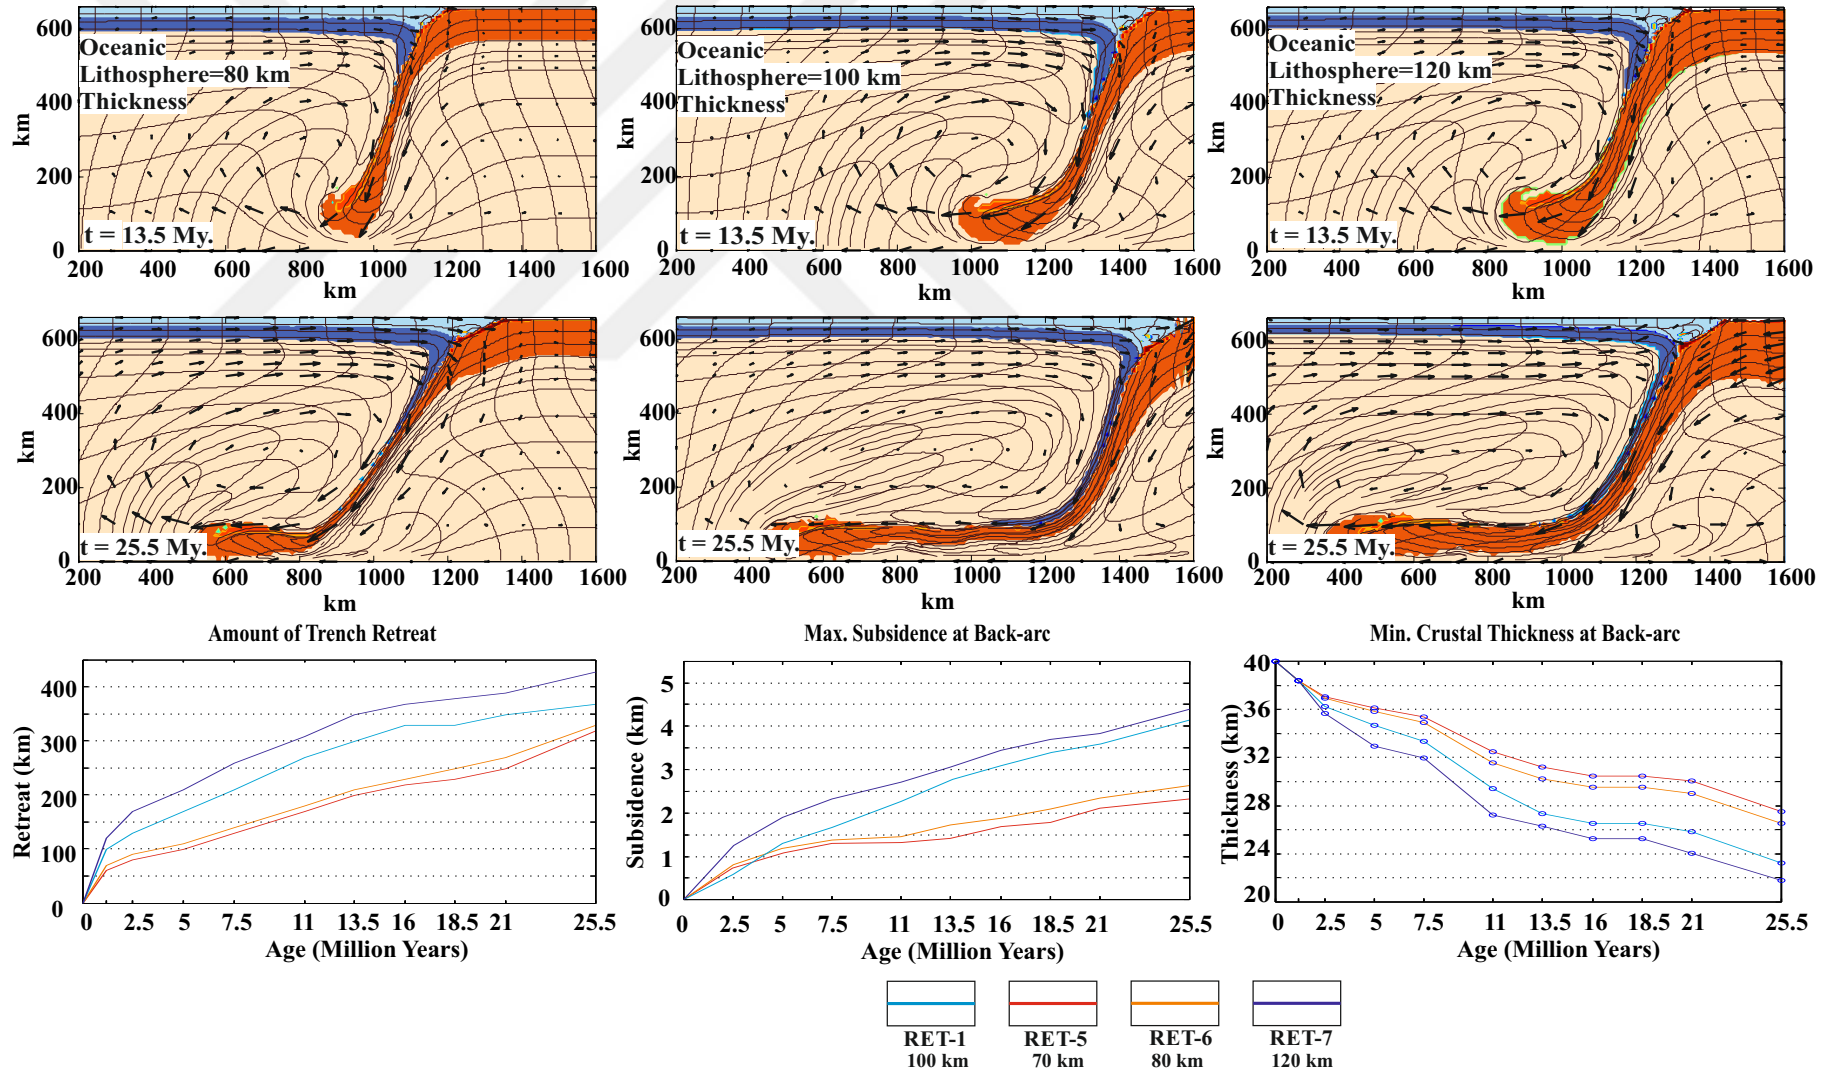 600
400
200
0
km
Oceanic
Lithosphere=80 km
Thickness
t = 13.5 My.
200 400 600 800 1000 1200 1400 1600
km
600
400
200
0
km
Oceanic
Lithosphere=100 km
Thickness
t = 13.5 My.
200 400 600 800 1000 1200 1400 1600
km
600
400
200
0
km
Oceanic
Lithosphere=120 km
Thickness
t = 13.5 My.
200 400 600 800 1000 1200 1400 1600
km
600
400
200
0
km
t = 25.5 My.
200 400 600 800 1000 1200 1400 1600
km
600
400
200
0
km
t = 25.5 My.
200 400 600 800 1000 1200 1400 1600
km
600
400
200
0
km
t = 25.5 My.
200 400 600 800 1000 1200 1400 1600
km
Amount of Trench Retreat
400
300
200
100
0
Retreat (km)
0 2.5 5 7.5 11 13.5 16 18.5 21 25.5
Age (Million Years)
Max. Subsidence at Back-arc
5
4
3
2
1
0
Subsidence (km)
0 2.5 5 7.5 11 13.5 16 18.5 21 25.5
Age (Million Years)
Min. Crustal Thickness at Back-arc
40
36
32
28
24
20
Thickness (km)
0 2.5 5 7.5 11 13.5 16 18.5 21 25.5
Age (Million Years)
RET-1 RET-5 RET-6 RET-7
100 km 70 km 80 km 120 km